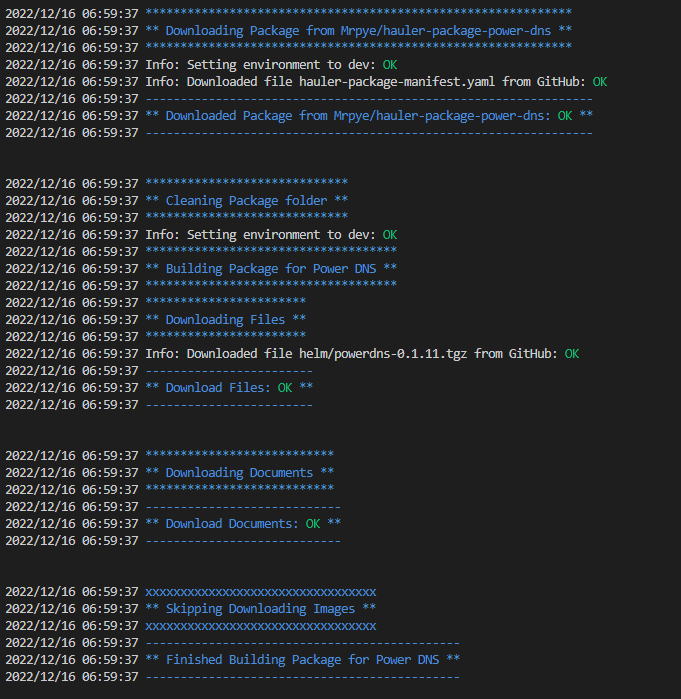 2022/12/16 06:59:37 *************************************************************
2022/12/16 06:59:37 ** Downloading Package from Mrpye/hauler-package-power-dns **
2022/12/16 06:59:37 *************************************************************
2022/12/16 06:59:37 Info: Setting environment to dev: OK
2022/12/16 06:59:37 Info: Downloaded file hauler-package-manifest.yaml from GitHub: OK
2022/12/16 06:59:37 ----------------------------------------------------------------
2022/12/16 06:59:37 ** Downloaded Package from Mrpye/hauler-package-power-dns: OK **
2022/12/16 06:59:37 ----------------------------------------------------------------
2022/12/16 06:59:37 *****************************
2022/12/16 06:59:37 ** Cleaning Package folder **
2022/12/16 06:59:37 *****************************
2022/12/16 06:59:37 Info: Setting environment to dev: OK
2022/12/16 06:59:37 ************************************
2022/12/16 06:59:37 ** Building Package for Power DNS **
2022/12/16 06:59:37 ************************************
2022/12/16 06:59:37 ***********************
2022/12/16 06:59:37 ** Downloading Files **
2022/12/16 06:59:37 ***********************
2022/12/16 06:59:37 Info: Downloaded file helm/powerdns-0.1.11.tgz from GitHub: OK
2022/12/16 06:59:37 ------------------------
2022/12/16 06:59:37 ** Download Files: OK **
2022/12/16 06:59:37 ------------------------
2022/12/16 06:59:37 ***************************
2022/12/16 06:59:37 ** Downloading Documents **
2022/12/16 06:59:37 ***************************
2022/12/16 06:59:37 ----------------------------
2022/12/16 06:59:37 ** Download Documents: OK **
2022/12/16 06:59:37 ----------------------------
2022/12/16 06:59:37 xxxxxxxxxxxxxxxxxxxxxxxxxxxxxxxxx
2022/12/16 06:59:37 ** Skipping Downloading Images **
2022/12/16 06:59:37 xxxxxxxxxxxxxxxxxxxxxxxxxxxxxxxxx
2022/12/16 06:59:37 ---------------------------------------------
2022/12/16 06:59:37 ** Finished Building Package for Power DNS **
2022/12/16 06:59:37 ---------------------------------------------